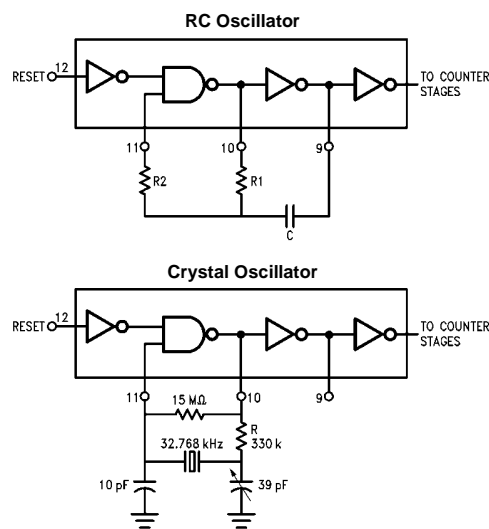 RC Oscillator
RESET 12
TO COUNTER
STAGES
11 10 9
R2 R1
C
Crystal Oscillator
RESET 12
TO COUNTER
STAGES
11 10 9
15 MΩ
R
330 k
32.768 kHz
10 pF 39 pF